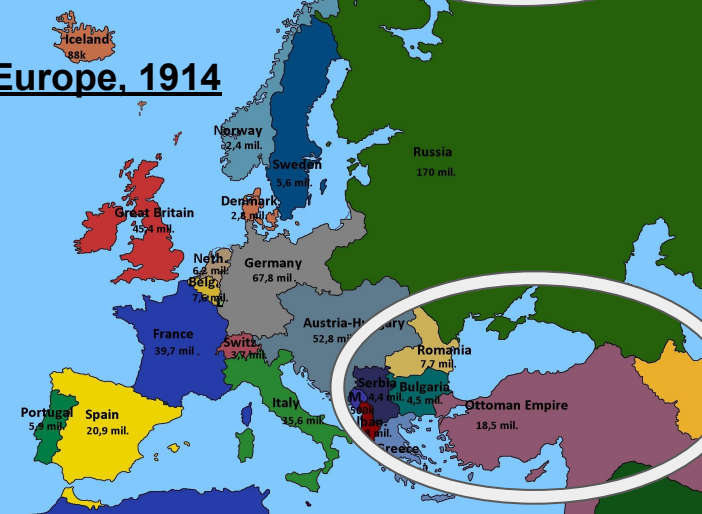 Iceland
88k
Europe, 1914
Norway
2,4 mil.
Sweden
5,6 mil.
Russia
170 mil.
Denmark
2,8 mil.
Great Britain
45,4 mil.
Neth.
6,3 mil.
Belg.
7,6 mil.
L
Germany
67,8 mil.
France
39,7 mil .
Switz.
3,7 mil.
Austria-Hungary
52,8 mil.
Romania
7,7 mil.
Serbia
4,4 mil.
Bulgaria
4,5 mil.
M
500k
mil.
Greece
Ottoman Empire
18,5 mil.
Italy
35,6 mil.
Portugal
5,9 mil.
Spain
20,9 mil.